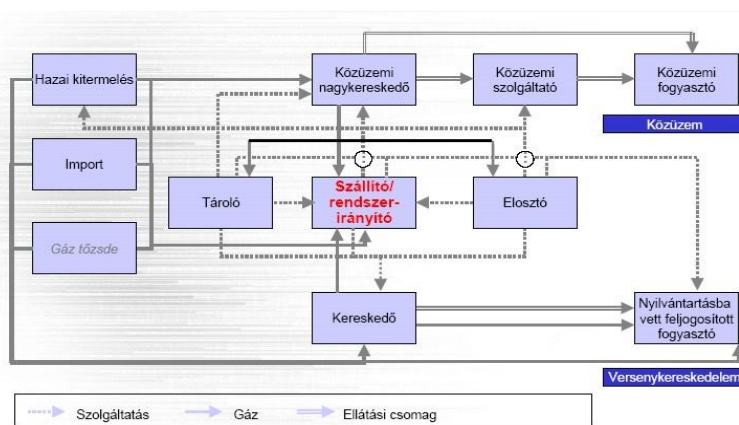 Hazai kitermelés
Közüzemi
nagykereskedő
Közüzemi
szolgáltató
Közüzemi
fogyasztó
Közüzem
Import
Tároló
Szállító/
rendszer-
irányító
Elosztó
Gáz tőzsde
Kereskedő
Nyilvántartásba
vett feljogosított
fogyasztó
Versenykereskedelem
Szolgáltatás
Gáz
Ellátási csomag